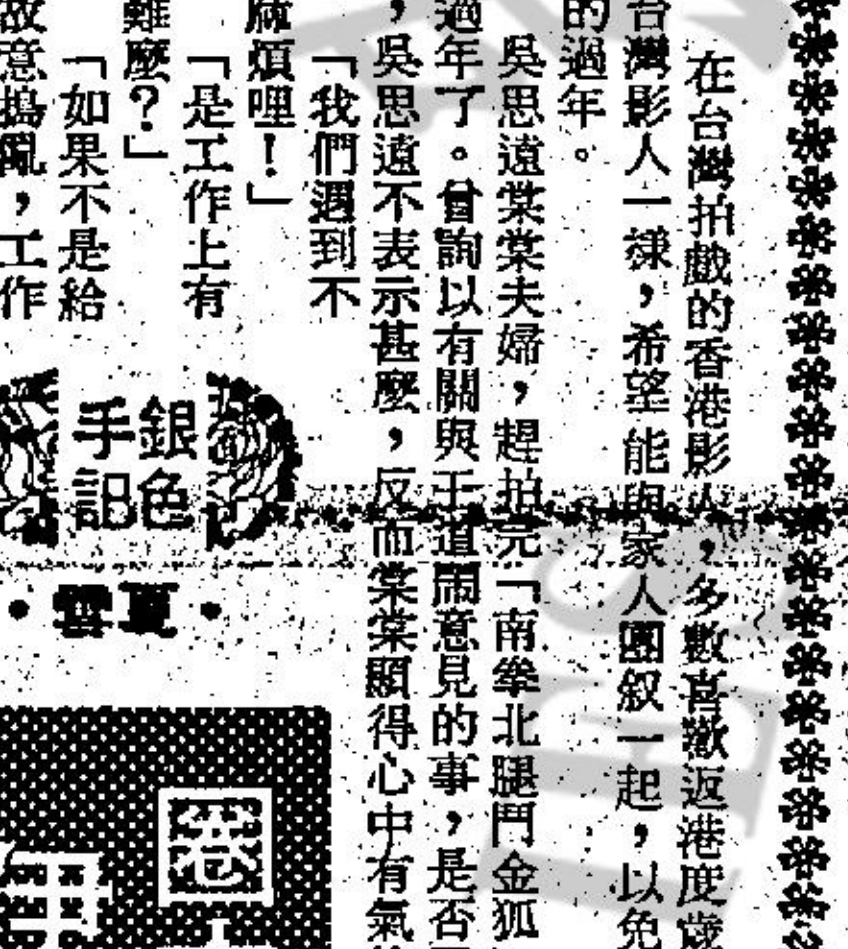 在台灣拍戲的香港影人,多數喜歡返港度歲
台灣影人一樣,希望能與家人團叙一起,以免
的過年。
吳思遠棠棠夫婦,趕拍完「南拳北腿鬥金狐
過年了。曾詢以有關與王道鬧意見的事,是否
,吳思遠不表示甚麼,反而棠棠顯得心中有氣
「我們遇到不
麻煩哩!」
「是工作上有
難麼?」
「如果不是給
故意搗亂,工作
銀色
手記
·夏雲·